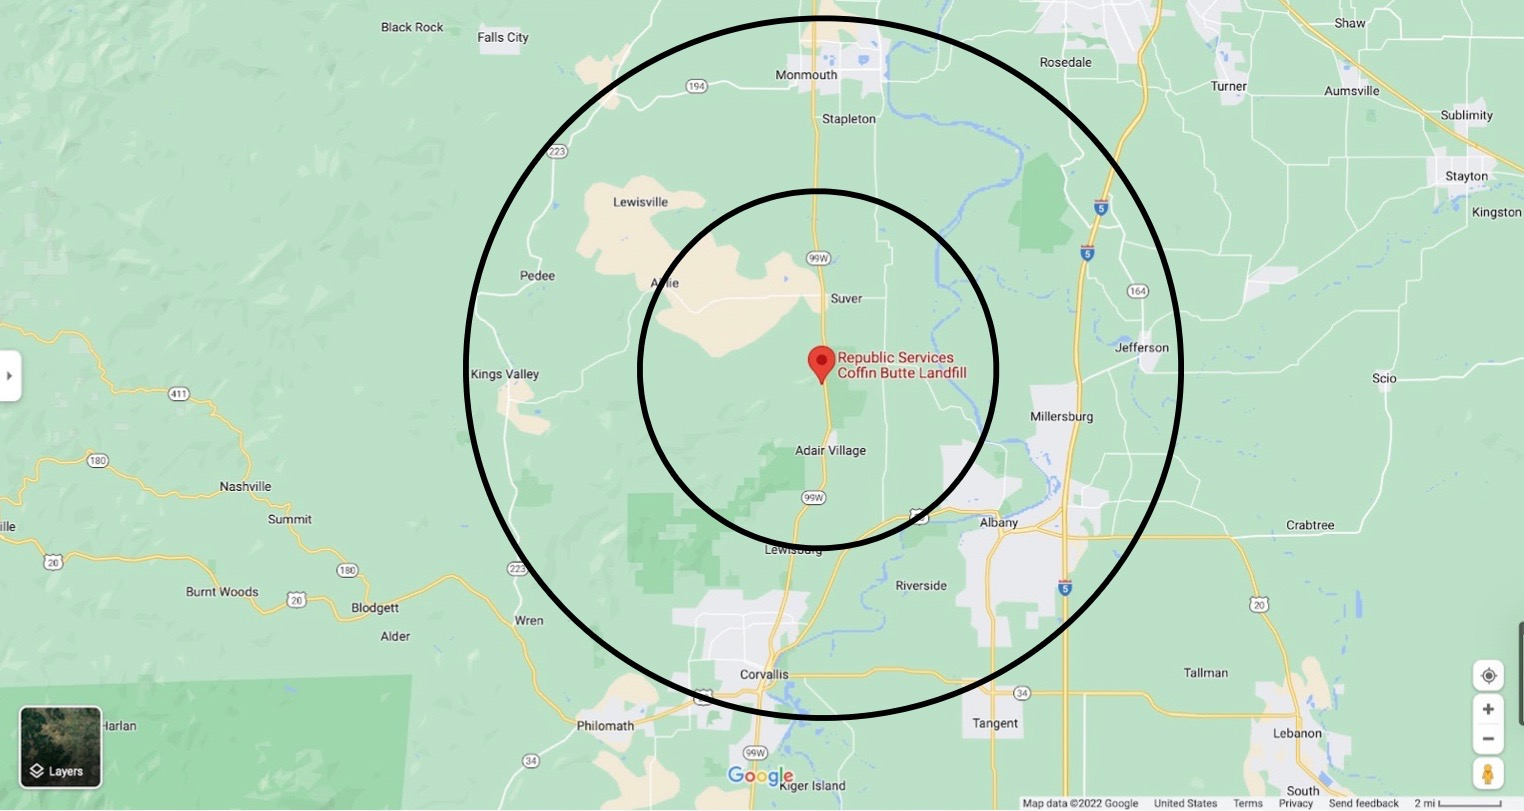 Black Rock
Falls City
Shaw
Rosedale
Monmouth
194
Turner
Aumsville
Stapleton
Sublimity
223
Stayton
Lewisville
5
Kingston
5
99W
Pedee
164
Suver
Jefferson
Republic Services
Coffin Butte Landfill
Kings Valley
Scio
411
Millersburg
Adair Village
180
Nashville
99W
Summit
Albany
ille
Crabtree
Lewisburg
20
223
180
Burnt Woods
20
Blodgett
Riverside
5
20
Wren
Alder
Corvallis
Tallman
34
Harlan
Philomath
Tangent
Lebanon
99W
34
Layers
Google
Kiger Island
South
Map data ©2022 Google United States Terms Privacy Send feedback 2 mi